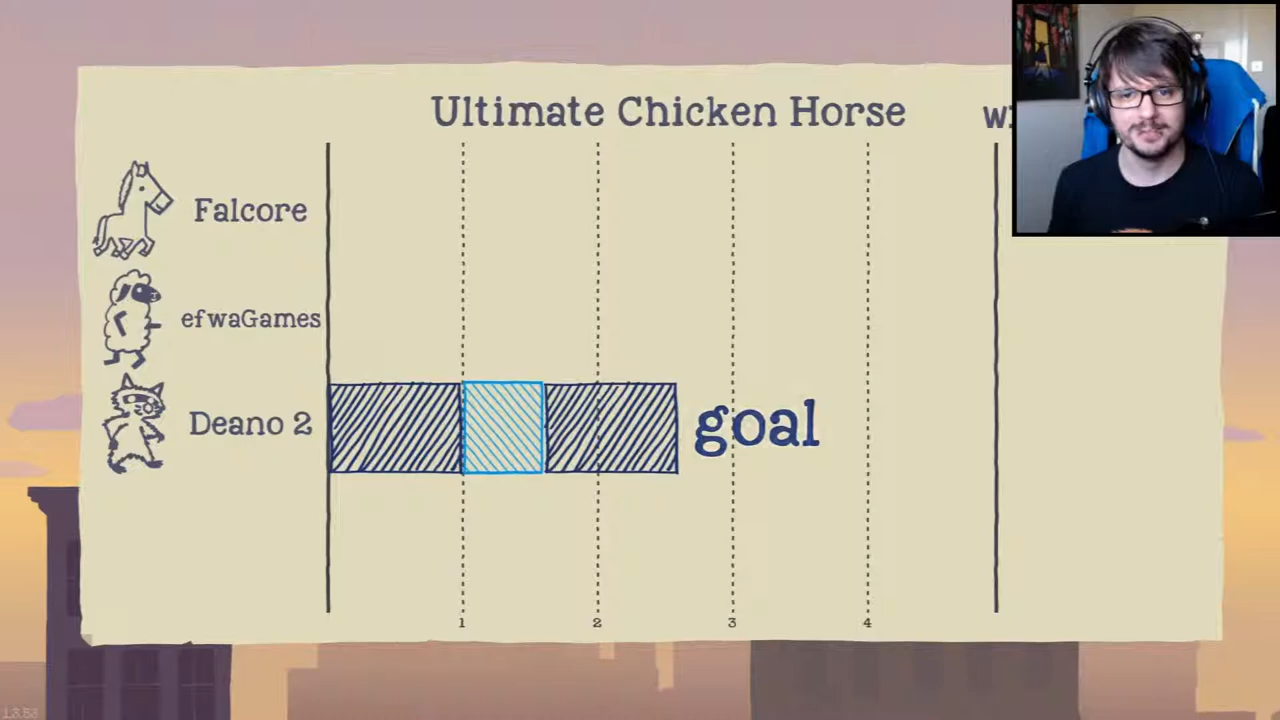 Ultimate Chicken Horse
Falcore
efwaGames
Deano 2
goal
1 2 3 4